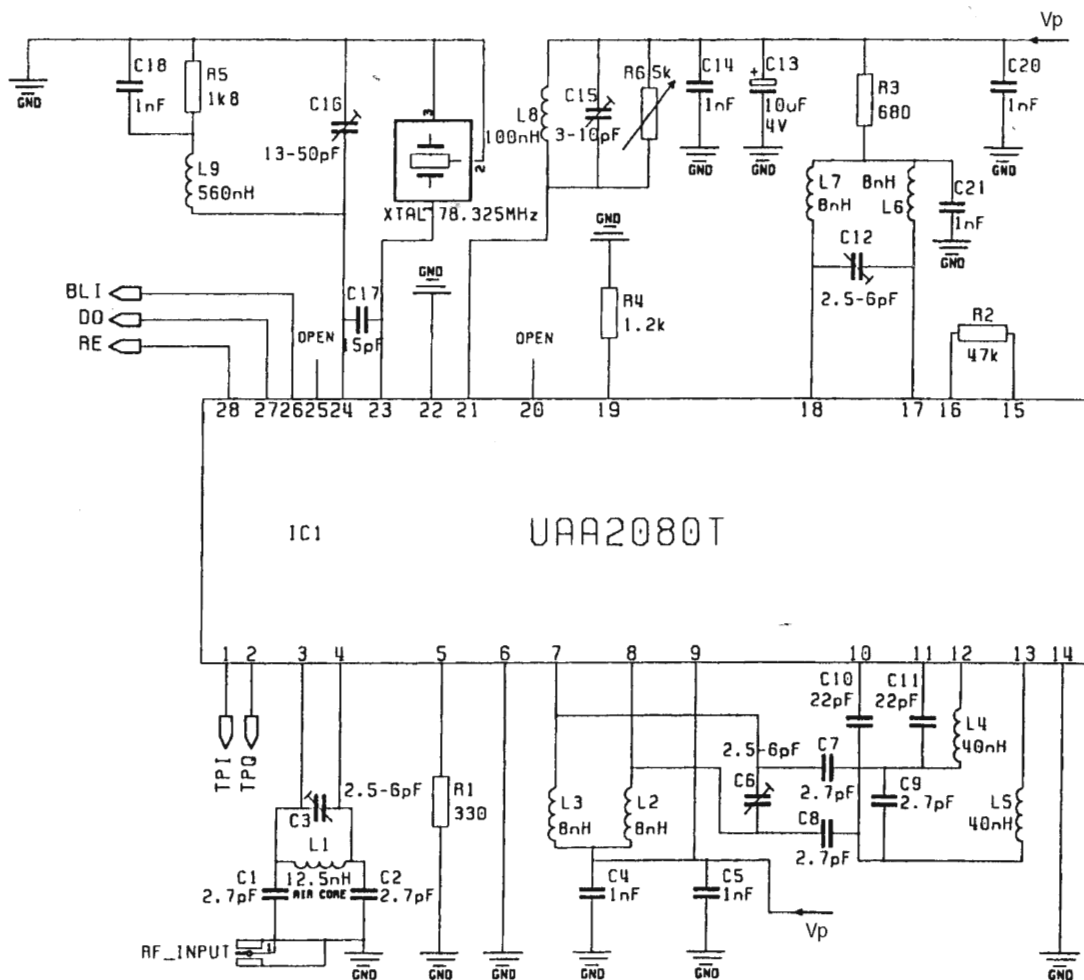 Vp
GND
C18
1nF
R5
1k8
C16
13-50pF
3
2
1
XTAL 78.325MHz
L9
560nH
L8
100nH
C15
3-10pF
R6 5k
C14
1nF
GND
+
C13
10uF
4V
GND
R3
680
C20
1nF
GND
L7
8nH
8nH
L6
C21
1nF
GND
C12
2.5-6pF
GND
R4
1.2k
GND
R2
47k
BLI
DO
RE
OPEN
C17
15pF
OPEN
28 27 26 25 24 23 22 21 20 19 18 17 16 15
IC1
UAA2080T
1 2 3 4 5 6 7 8 9 10 11 12 13 14
TPI
TPQ
C3
2.5-6pF
L1
12.5nH
AIR CORE
C1
2.7pF
C2
2.7pF
RF_INPUT
1
GND
R1
330
GND
GND
L3
8nH
L2
8nH
C4
1nF
GND
C5
1nF
GND
Vp
2.5-6pF
C6
C7
2.7pF
C8
2.7pF
C10
22pF
C11
22pF
C9
2.7pF
L4
40nH
L5
40nH
GND